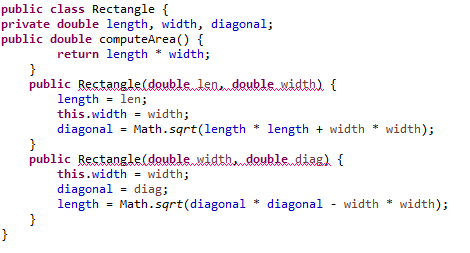 public class Rectangle {
private double length, width, diagonal;
public double computeArea() {
        return length * width;
    }
    public Rectangle(double len, double width) {
        length = len;
        this.width = width;
        diagonal = Math.sqrt(length * length + width * width);
    }
    public Rectangle(double width, double diag) {
        this.width = width;
        diagonal = diag;
        length = Math.sqrt(diagonal * diagonal - width * width);
    }
}